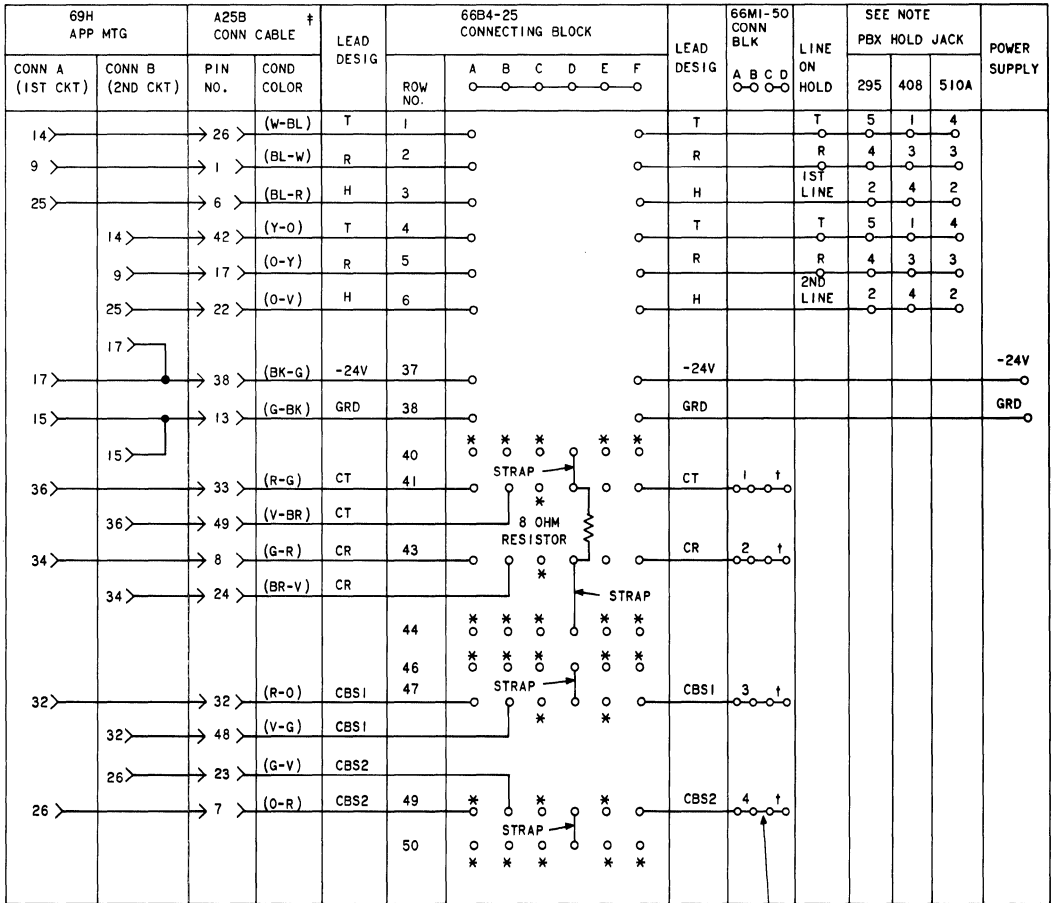 69H APP MTG | A25B ‡ CONN CABLE | LEAD DESIG | 66B4-25 CONNECTING BLOCK | LEAD DESIG | 66M1-50 CONN BLK | LINE ON HOLD | SEE NOTE PBX HOLD JACK | POWER SUPPLY
CONN A (1ST CKT) | CONN B (2ND CKT) | PIN NO. | COND COLOR | ROW NO. | A B C D E F | A B C D | 295 | 408 | 510A
14 26 (W-BL) T 1 T T 5 1 4
9 1 (BL-W) R 2 R R 4 3 3
1ST LINE
25 6 (BL-R) H 3 H 2 4 2
14 42 (Y-O) T 4 T T 5 1 4
9 17 (O-Y) R 5 R R 4 3 3
2ND LINE
25 22 (O-V) H 6 H 2 4 2
17
17 38 (BK-G) -24V 37 -24V -24V
15 13 (G-BK) GRD 38 GRD GRD
* * * * *
15 40
STRAP
36 33 (R-G) CT 41 CT 1 †
*
36 49 (V-BR) CT
8 OHM RESISTOR
34 8 (G-R) CR 43 CR 2 †
*
34 24 (BR-V) CR
STRAP
* * * * *
44
* * * * *
46
STRAP
32 32 (R-O) CBS1 47 CBS1 3 †
* *
32 48 (V-G) CBS1
26 23 (G-V) CBS2
26 7 (O-R) CBS2 49 * * * CBS2 4 †
STRAP
50
* * * * *